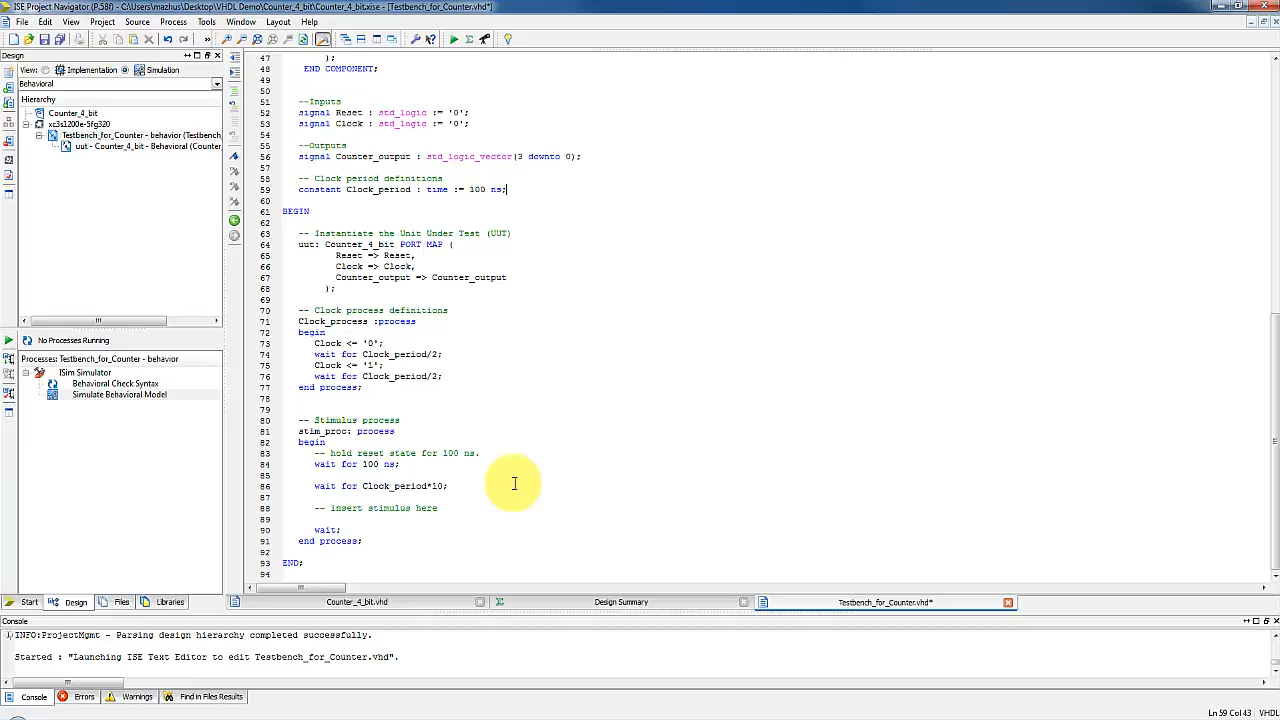 ISE Project Navigator (P.58f) - C:\Users\mazhus\Desktop\VHDL Demo\Counter_4_bit\Counter_4_bit.xise - [Testbench_for_Counter.vhd*]
File Edit View Project Source Process Tools Window Layout Help
Design
View: Implementation Simulation
Behavioral
Hierarchy
Counter_4_bit
xc3s1200e-5fg320
Testbench_for_Counter - behavior (Testbench_
uut - Counter_4_bit - Behavioral (Counter_
No Processes Running
Processes: Testbench_for_Counter - behavior
ISim Simulator
Behavioral Check Syntax
Simulate Behavioral Model
Start Design Files Libraries
47 );
48 END COMPONENT;
49
50
51 --Inputs
52 signal Reset : std_logic := '0';
53 signal Clock : std_logic := '0';
54
55 --Outputs
56 signal Counter_output : std_logic_vector(3 downto 0);
57
58 -- Clock period definitions
59 constant Clock_period : time := 100 ns;
60
61 BEGIN
62
63 -- Instantiate the Unit Under Test (UUT)
64 uut: Counter_4_bit PORT MAP (
65 Reset => Reset,
66 Clock => Clock,
67 Counter_output => Counter_output
68 );
69
70 -- Clock process definitions
71 Clock_process :process
72 begin
73 Clock <= '0';
74 wait for Clock_period/2;
75 Clock <= '1';
76 wait for Clock_period/2;
77 end process;
78
79
80 -- Stimulus process
81 stim_proc: process
82 begin
83 -- hold reset state for 100 ns.
84 wait for 100 ns;
85
86 wait for Clock_period*10;
87
88 -- insert stimulus here
89
90 wait;
91 end process;
92
93 END;
94
Counter_4_bit.vhd Design Summary Testbench_for_Counter.vhd*
Console
INFO:ProjectMgmt - Parsing design hierarchy completed successfully.
Started : "Launching ISE Text Editor to edit Testbench_for_Counter.vhd".
Console Errors Warnings Find in Files Results
Ln 59 Col 43 VHDL